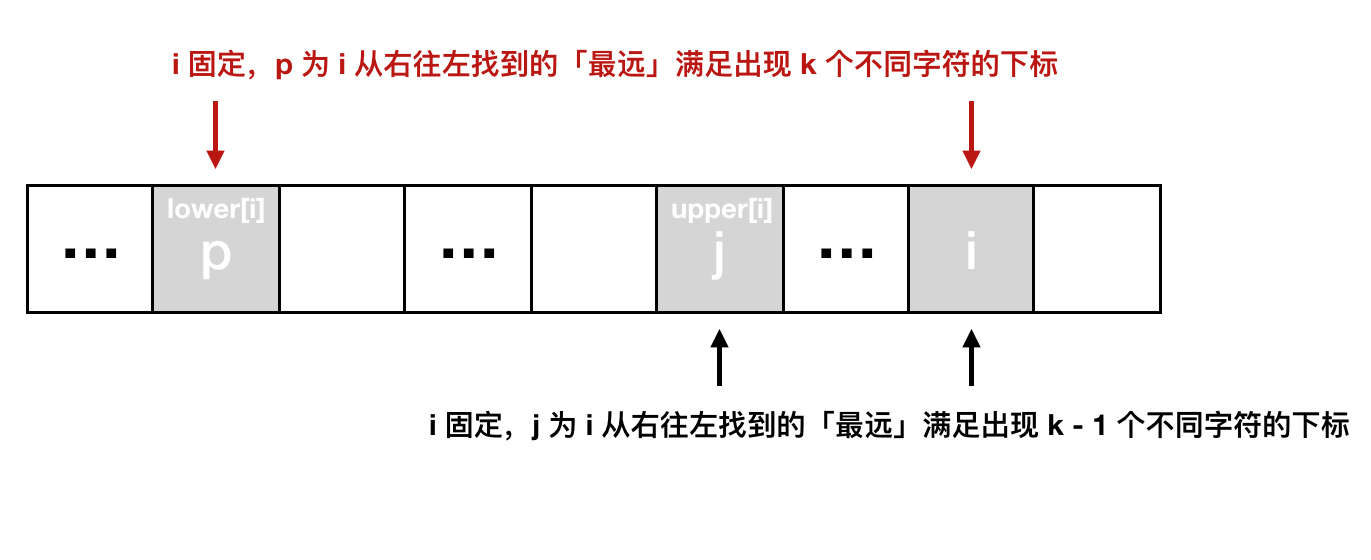 i 固定，p 为 i 从右往左找到的「最远」满足出现 k 个不同字符的下标
lower[i] upper[i]
... p ... j ... i
i 固定，j 为 i 从右往左找到的「最远」满足出现 k - 1 个不同字符的下标